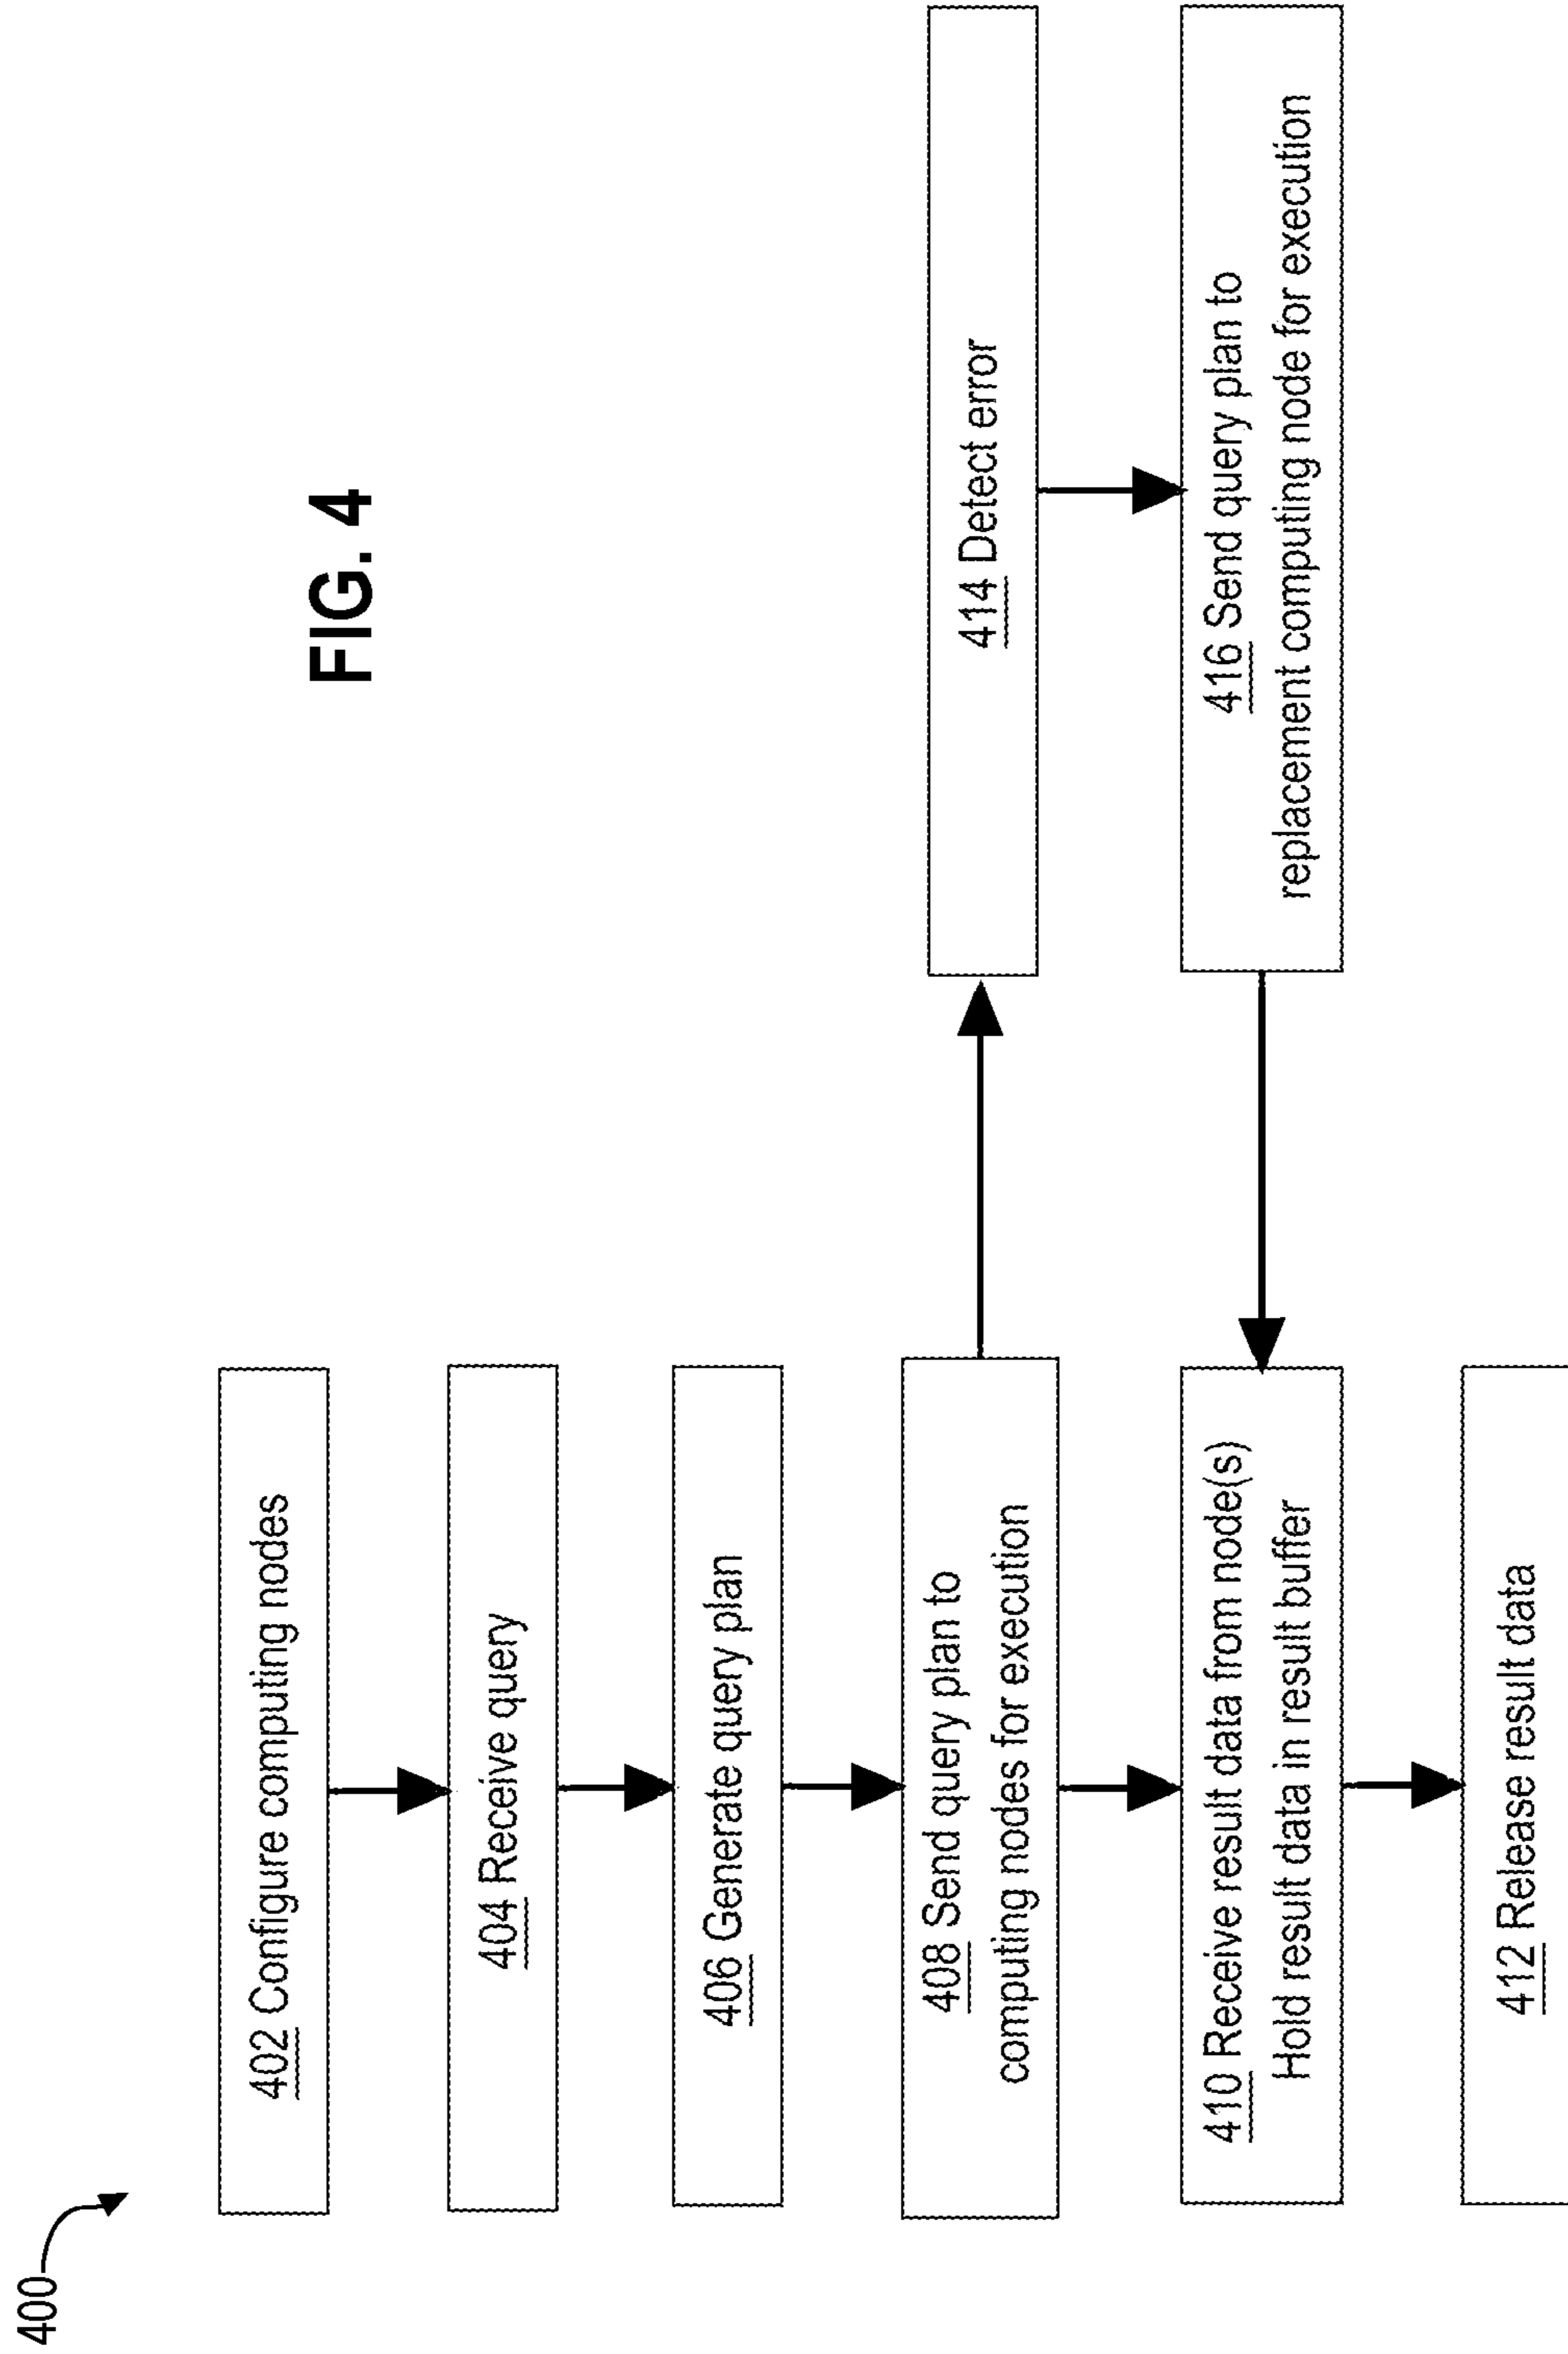 400
FIG. 4
402 Configure computing nodes
404 Receive query
406 Generate query plan
408 Send query plan to
computing nodes for execution
414 Detect error
410 Receive result data from node(s)
Hold result data in result buffer
416 Send query plan to
replacement computing node for execution
412 Release result data